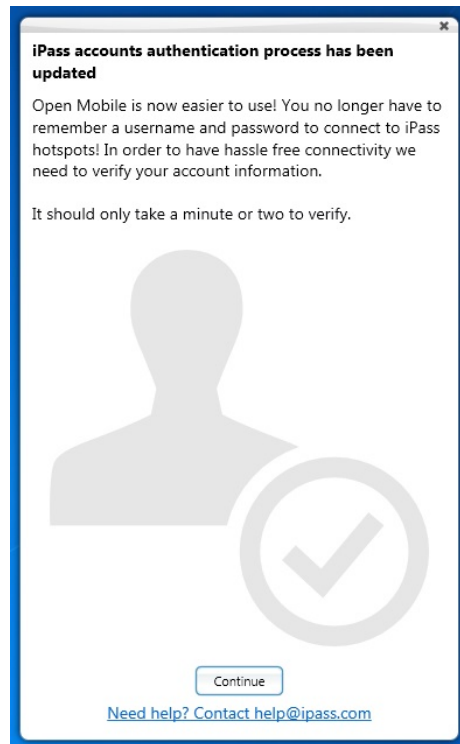 iPass accounts authentication process has been
updated
Open Mobile is now easier to use! You no longer have to
remember a username and password to connect to iPass
hotspots! In order to have hassle free connectivity we
need to verify your account information.
It should only take a minute or two to verify.
Continue
Need help? Contact help@ipass.com